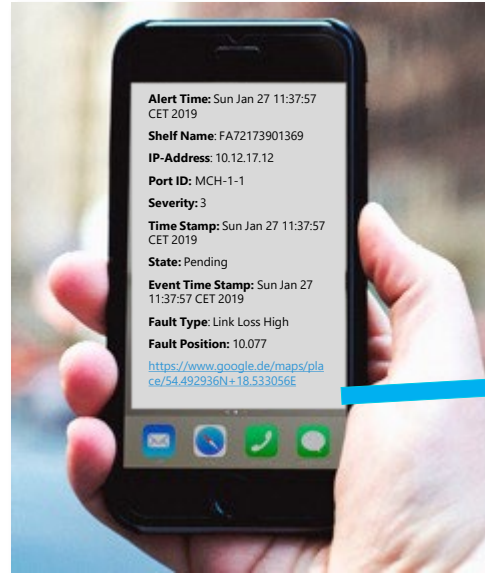 Alert Time: Sun Jan 27 11:37:57
CET 2019
Shelf Name: FA72173901369
IP-Address: 10.12.17.12
Port ID: MCH-1-1
Severity: 3
Time Stamp: Sun Jan 27 11:37:57
CET 2019
State: Pending
Event Time Stamp: Sun Jan 27
11:37:57 CET 2019
Fault Type: Link Loss High
Fault Position: 10.077
https://www.google.de/maps/pla
ce/54.492936N+18.533056E